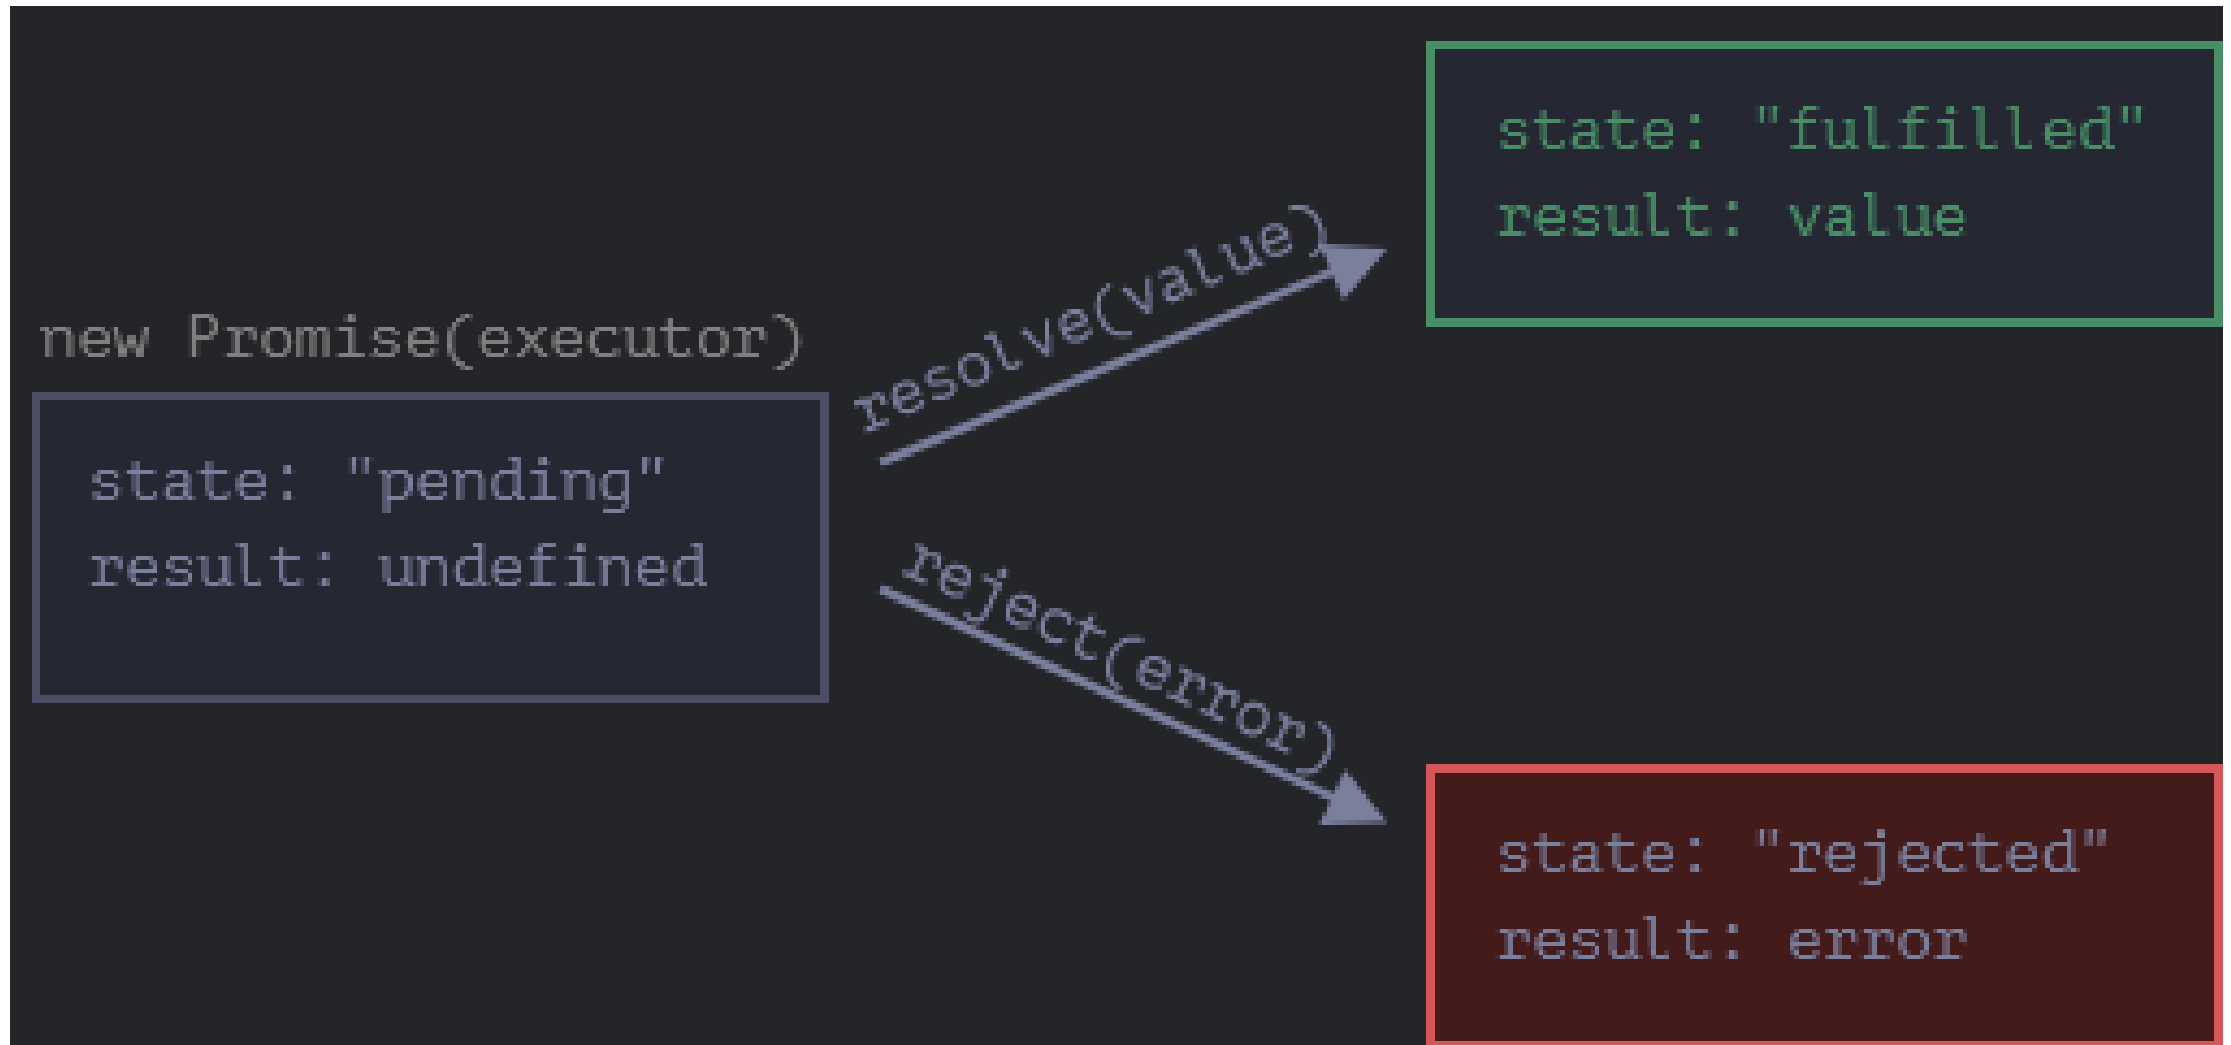 new Promise(executor)
state: "pending"
result: undefined
resolve(value)
state: "fulfilled"
result: value
reject(error)
state: "rejected"
result: error